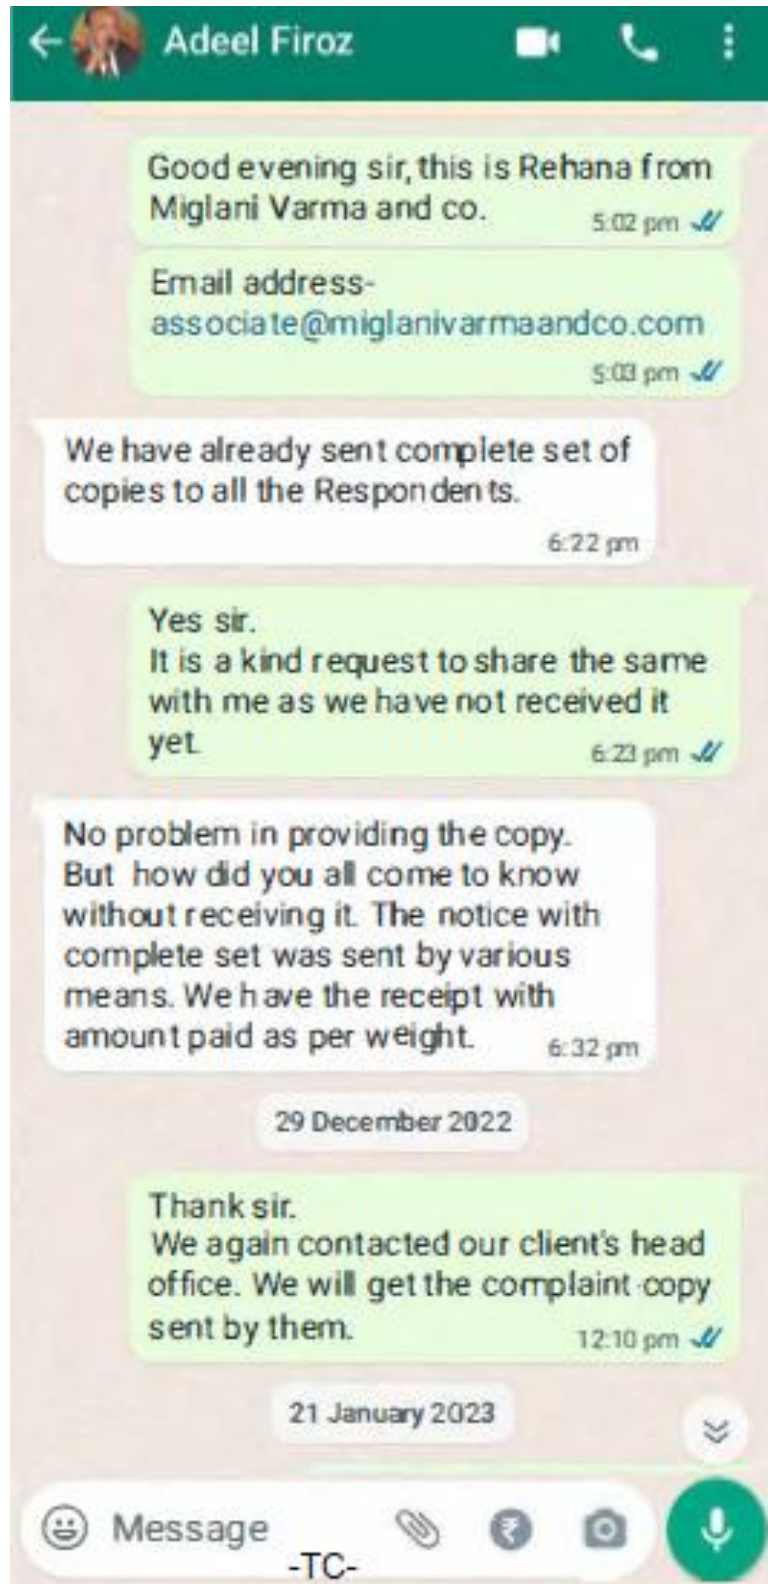 Adeel Firoz
Good evening sir, this is Rehana from
Miglani Varma and co.
5:02 pm
Email address-
associate@miglanivarmaandco.com
5:03 pm
We have already sent complete set of
copies to all the Respondents.
6:22 pm
Yes sir.
It is a kind request to share the same
with me as we have not received it
yet.
6:23 pm
No problem in providing the copy.
But how did you all come to know
without receiving it. The notice with
complete set was sent by various
means. We have the receipt with
amount paid as per weight.
6:32 pm
29 December 2022
Thank sir.
We again contacted our client's head
office. We will get the complaint copy
sent by them.
12:10 pm
21 January 2023
Message
₹
-TC-